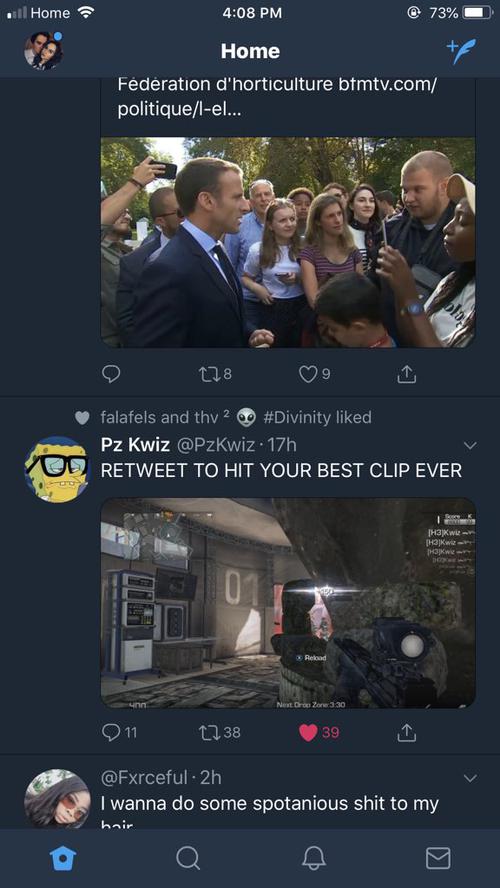 Home
4:08 PM
73%
Home
Fédération d'horticulture bfmtv.com/
politique/l-el...
8
9
falafels and thv ² 👽 #Divinity liked
Pz Kwiz @PzKwiz · 17h
RETWEET TO HIT YOUR BEST CLIP EVER
Score K
[H3]Kwiz
[H3]Kwiz
[H3]Kwiz
01
Reload
Next Drop Zone:3:30
11
38
39
@Fxrceful · 2h
I wanna do some spotanious shit to my
hair